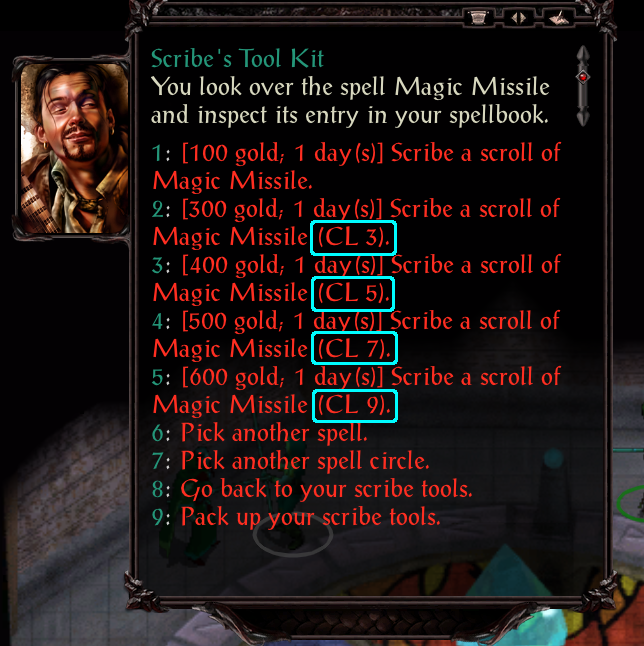 Scribe's Tool Kit
You look over the spell Magic Missile
and inspect its entry in your spellbook.
1: [100 gold; 1 day(s)] Scribe a scroll of
Magic Missile.
2: [300 gold; 1 day(s)] Scribe a scroll of
Magic Missile (CL 3).
3: [400 gold; 1 day(s)] Scribe a scroll of
Magic Missile (CL 5).
4: [500 gold; 1 day(s)] Scribe a scroll of
Magic Missile (CL 7).
5: [600 gold; 1 day(s)] Scribe a scroll of
Magic Missile (CL 9).
6: Pick another spell.
7: Pick another spell circle.
8: Go back to your scribe tools.
9: Pack up your scribe tools.